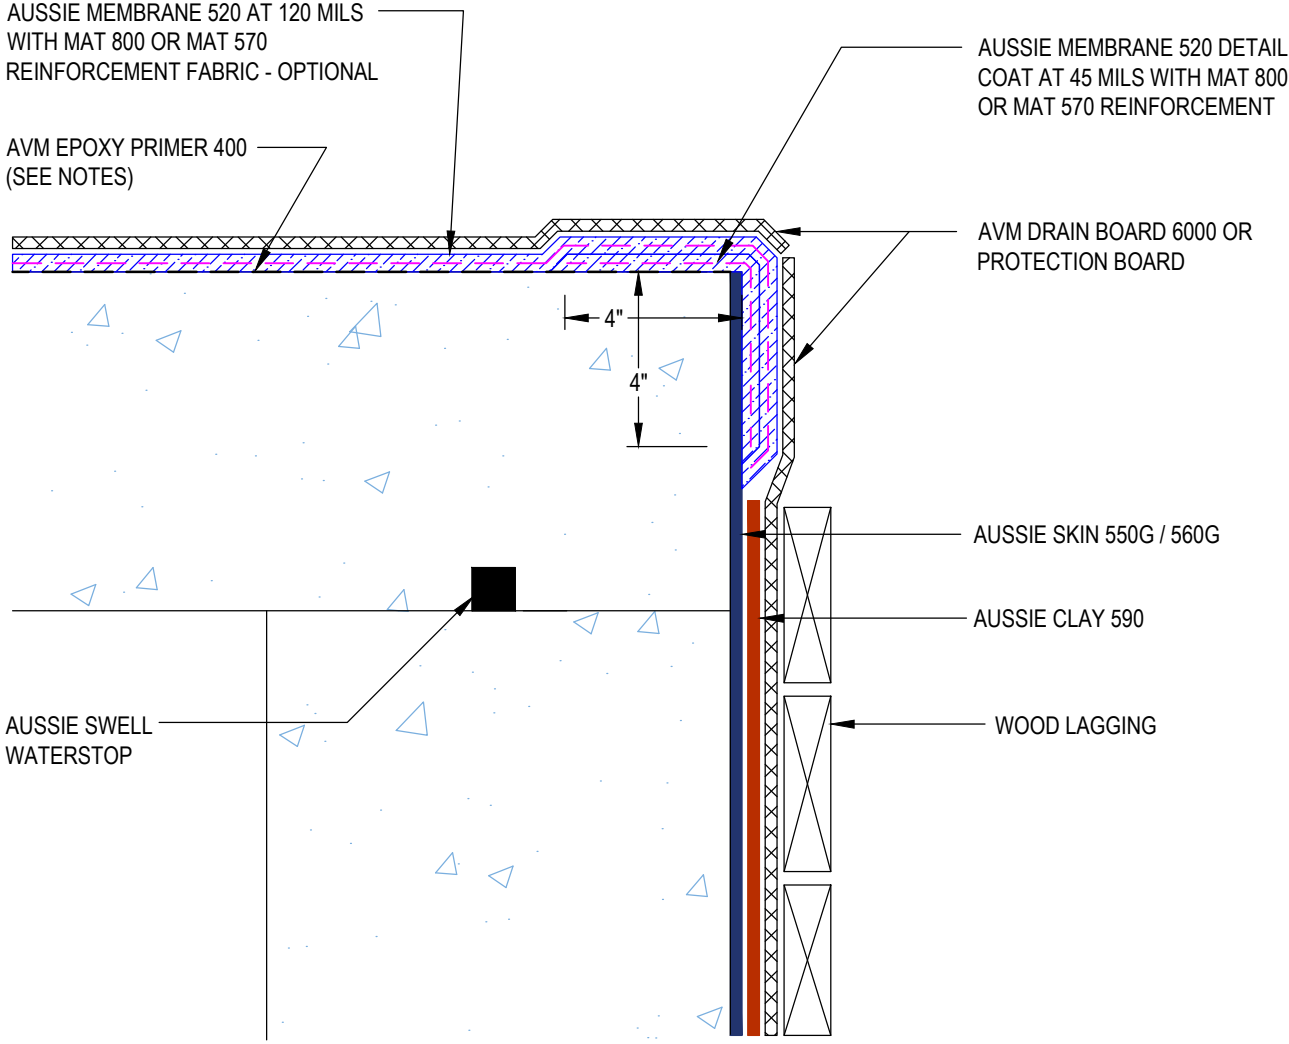 AUSSIE MEMBRANE 520 AT 120 MILS
WITH MAT 800 OR MAT 570
REINFORCEMENT FABRIC - OPTIONAL
AVM EPOXY PRIMER 400
(SEE NOTES)
AUSSIE MEMBRANE 520 DETAIL
COAT AT 45 MILS WITH MAT 800
OR MAT 570 REINFORCEMENT
AVM DRAIN BOARD 6000 OR
PROTECTION BOARD
4"
4"
AUSSIE SKIN 550G / 560G
AUSSIE CLAY 590
AUSSIE SWELL
WATERSTOP
WOOD LAGGING